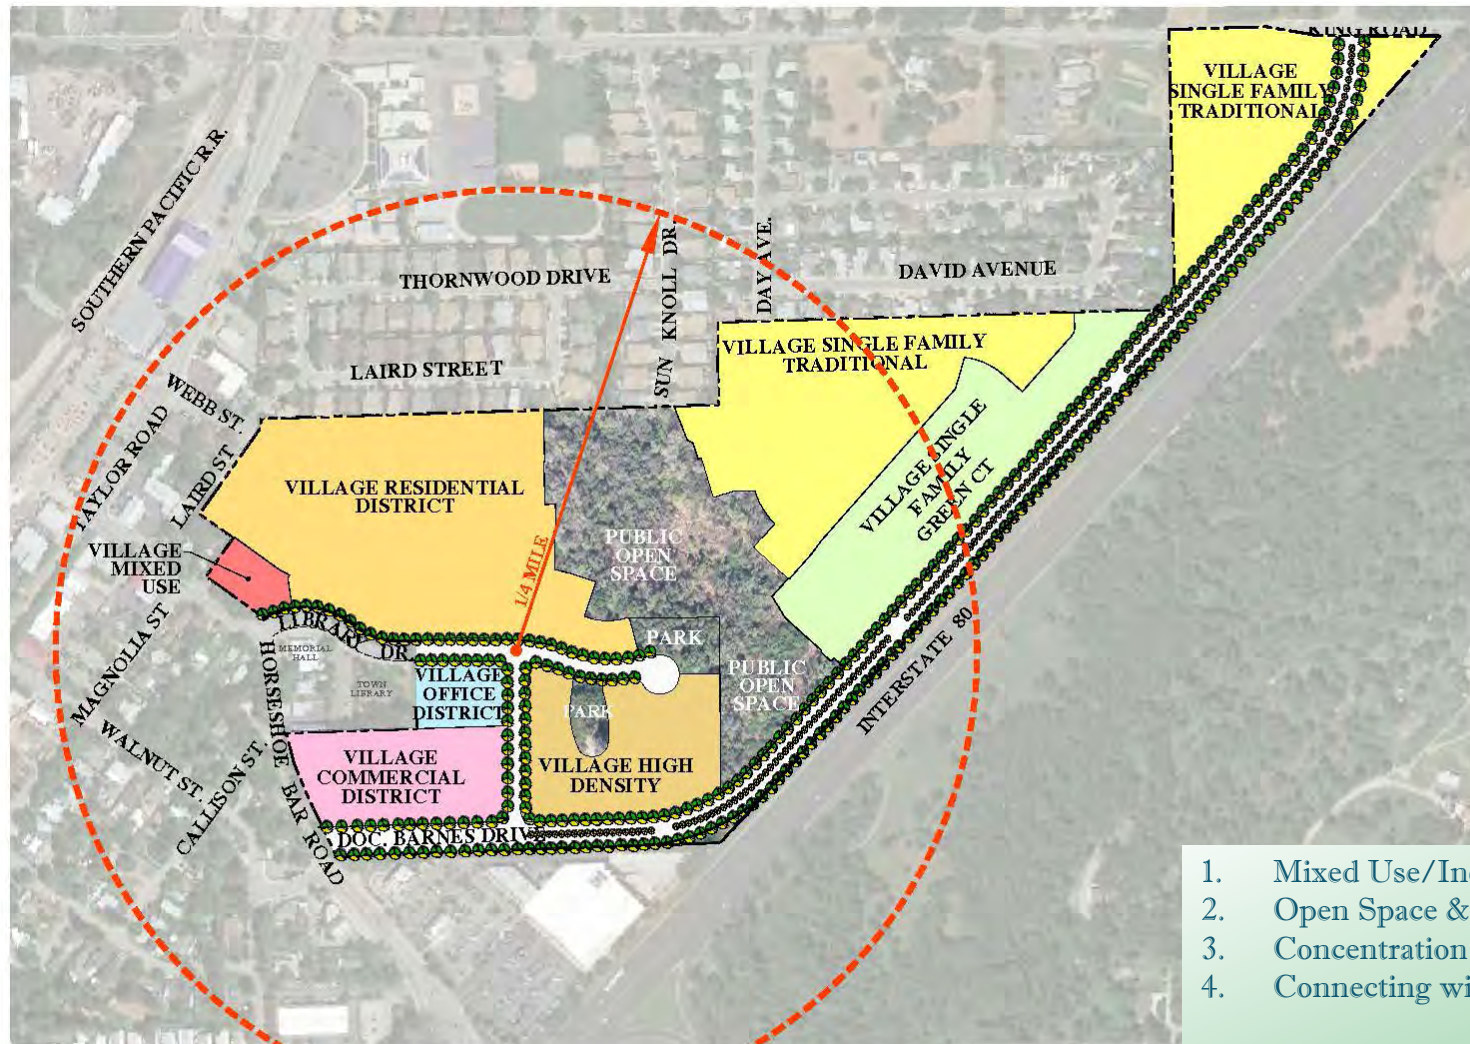 KING ROAD
VILLAGE
SINGLE FAMILY
TRADITIONAL
SOUTHERN PACIFIC R.R.
THORNWOOD DRIVE
SUN KNOLL DR.
DAY AVE.
DAVID AVENUE
LAIRD STREET
VILLAGE SINGLE FAMILY
TRADITIONAL
WEBB ST.
TAYLOR ROAD
LAIRD ST
VILLAGE RESIDENTIAL
DISTRICT
VILLAGE SINGLE
FAMILY
GREEN CT
1/4 MILE
PUBLIC
OPEN
SPACE
VILLAGE
MIXED
USE
MAGNOLIA ST
LIBRARY DR.
MEMORIAL
HALL
HORSESHOE BAR ROAD
TOWN
LIBRARY
PARK
INTERSTATE 80
VILLAGE
OFFICE
DISTRICT
PARK
PUBLIC
OPEN
SPACE
WALNUT ST.
CALLISON ST.
VILLAGE
COMMERCIAL
DISTRICT
VILLAGE HIGH
DENSITY
DOC. BARNES DRIVE
1. Mixed Use/In
2. Open Space &
3. Concentration
4. Connecting wi